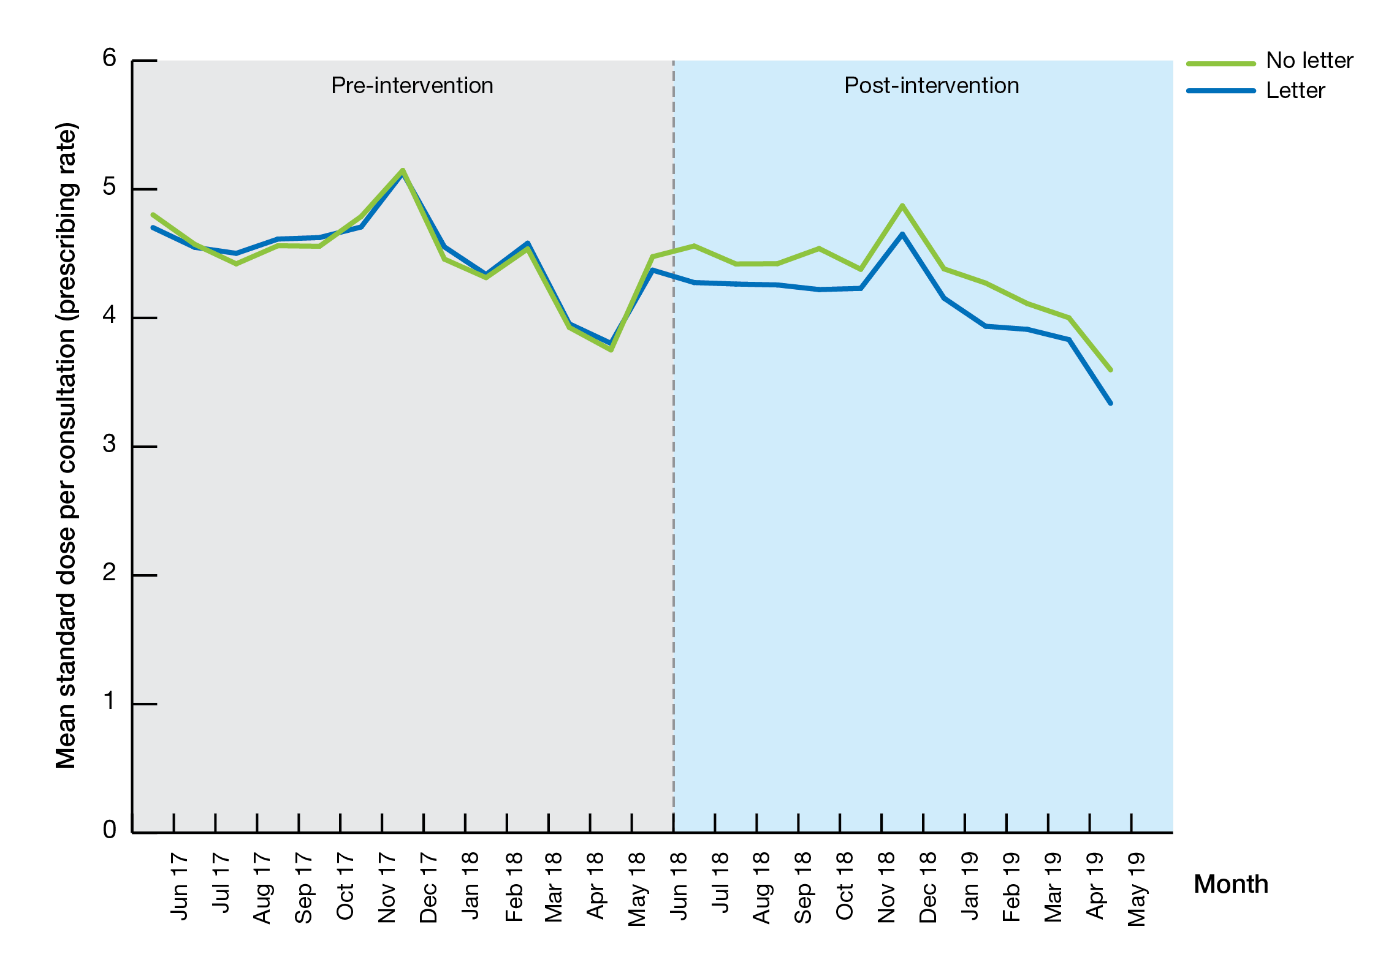 6
Pre-intervention
Post-intervention
No letter
Letter
5
4
3
2
1
0
Mean standard dose per consultation (prescribing rate)
Jun 17
Jul 17
Aug 17
Sep 17
Oct 17
Nov 17
Dec 17
Jan 18
Feb 18
Mar 18
Apr 18
May 18
Jun 18
Jul 18
Aug 18
Sep 18
Oct 18
Nov 18
Dec 18
Jan 19
Feb 19
Mar 19
Apr 19
May 19
Month